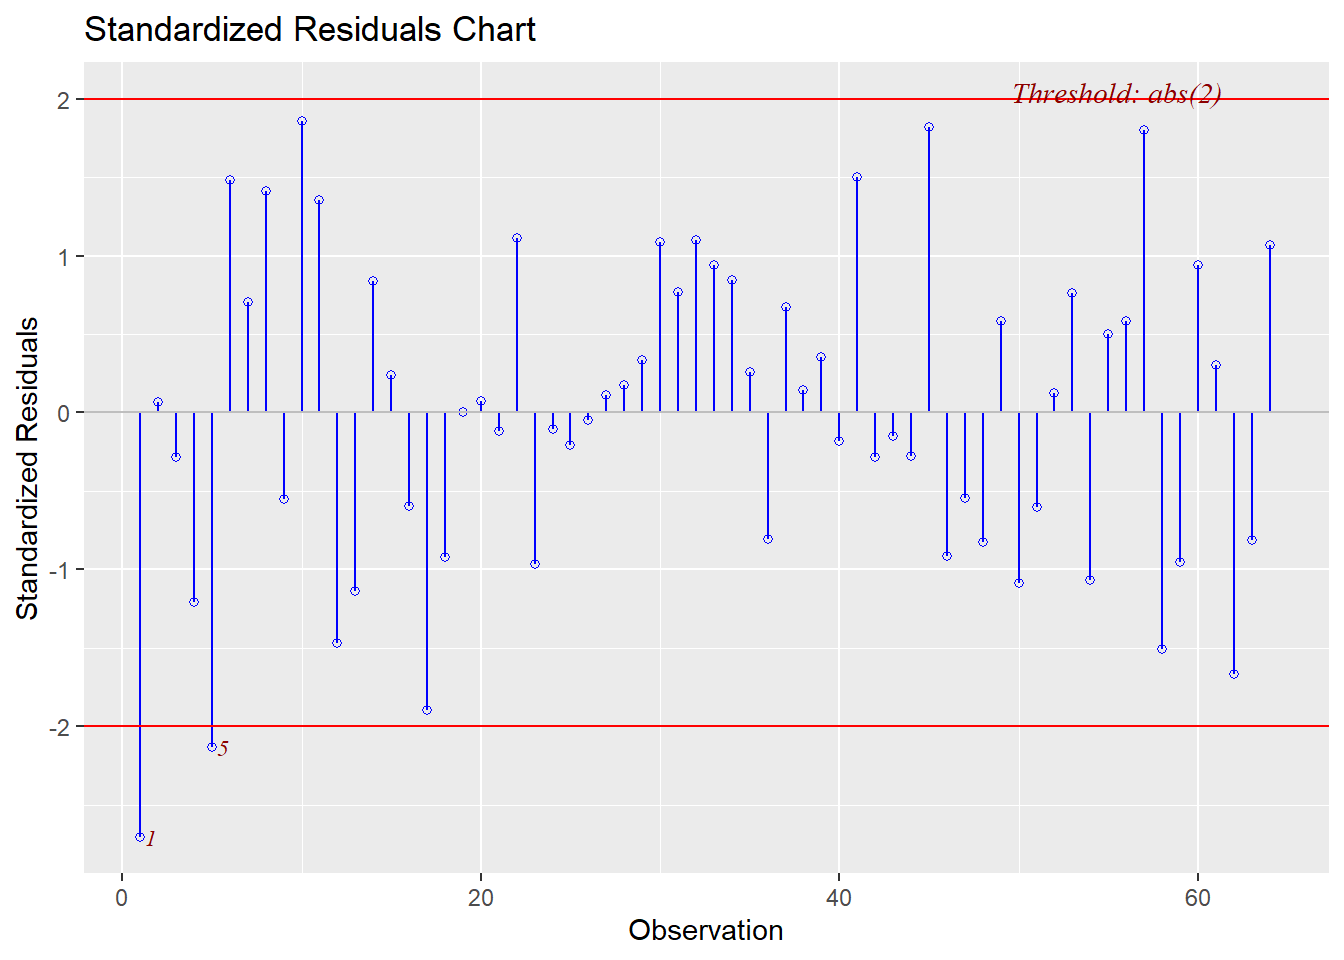 Standardized Residuals Chart
Threshold: abs(2)
2
1
0
-1
-2
5
1
0
20
40
60
Observation
Standardized Residuals